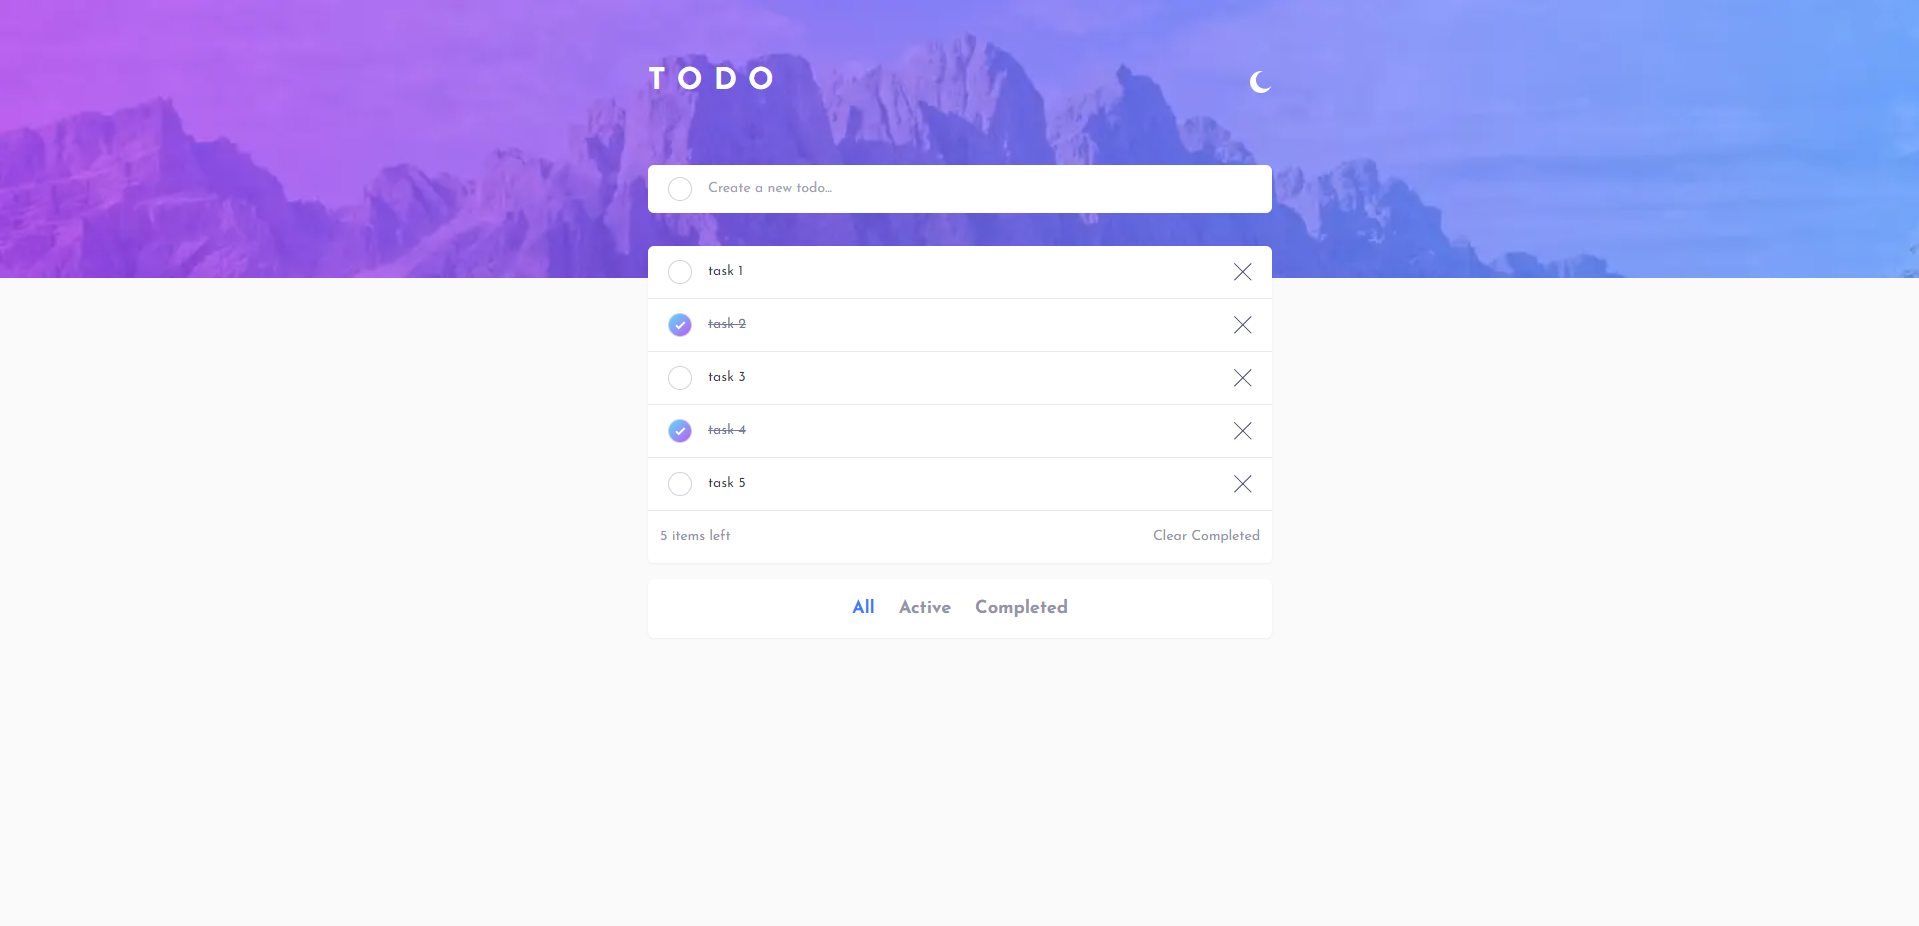 TODO
Create a new todo...
task 1
task 2
task 3
task 4
task 5
5 items left Clear Completed
All Active Completed